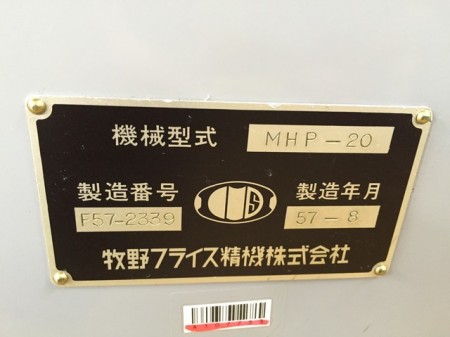 機械型式 MHP-20
製造番号 製造年月
F57-2339 57-8
牧野フライス精機株式会社